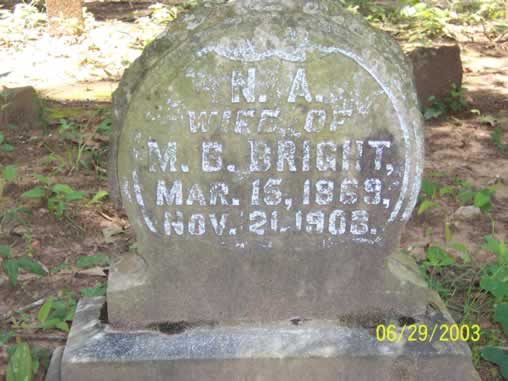 N. A.
WIFE OF
M. B. BRIGHT,
MAR. 15, 1869,
NOV. 21, 1905.
06/29/2003